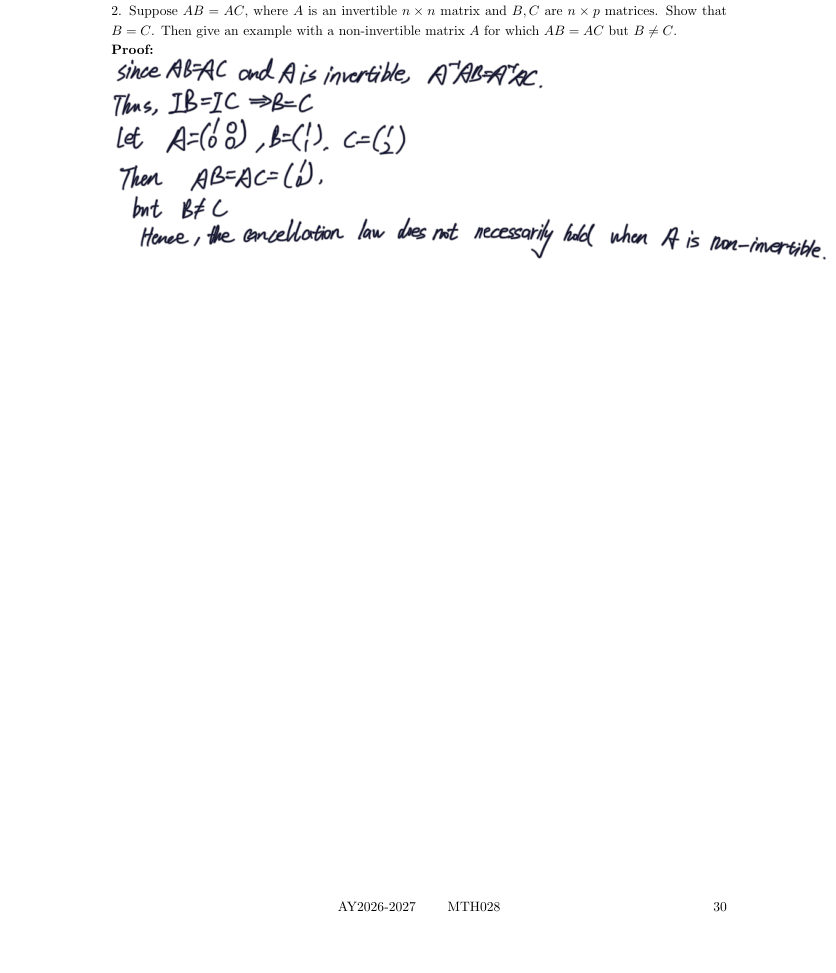 2. Suppose AB = AC, where A is an invertible n × n matrix and B, C are n × p matrices. Show that
B = C. Then give an example with a non-invertible matrix A for which AB = AC but B ≠ C.
Proof:
since AB=AC and A is invertible, A⁻¹AB=A⁻¹AC.
Thus, IB=IC ⇒B=C
Let A=(1 0 0 0), B=(1 1), C=(1 2)
Then AB=AC=(1 0),
but B≠C
Hence, the cancellation law does not necessarily hold when A is non-invertible.
AY2026-2027 MTH028 30